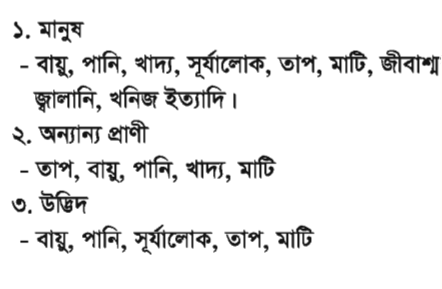 ১. মানুষ
- বায়ু, পানি, খাদ্য, সূর্যালোক, তাপ, মাটি, জীবাশ্ম
জ্বালানি, খনিজ ইত্যাদি।
২. অন্যান্য প্রাণী
- তাপ, বায়ু, পানি, খাদ্য, মাটি
৩. উদ্ভিদ
- বায়ু, পানি, সূর্যালোক, তাপ, মাটি